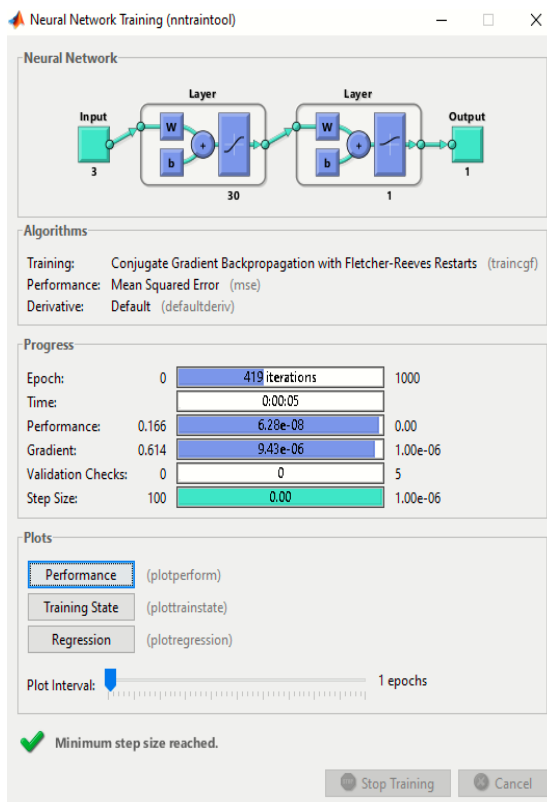 Neural Network Training (nntraintool)
Neural Network
Layer Layer
Input Output
W W
+ +
b b
3 1
30 1
Algorithms
Training: Conjugate Gradient Backpropagation with Fletcher-Reeves Restarts (traincgf)
Performance: Mean Squared Error (mse)
Derivative: Default (defaultderiv)
Progress
Epoch: 0 419 iterations 1000
Time: 0:00:05
Performance: 0.166 6.28e-08 0.00
Gradient: 0.614 9.43e-06 1.00e-06
Validation Checks: 0 0 5
Step Size: 100 0.00 1.00e-06
Plots
Performance (plotperform)
Training State (plottrainstate)
Regression (plotregression)
Plot Interval: 1 epochs
Minimum step size reached.
Stop Training Cancel